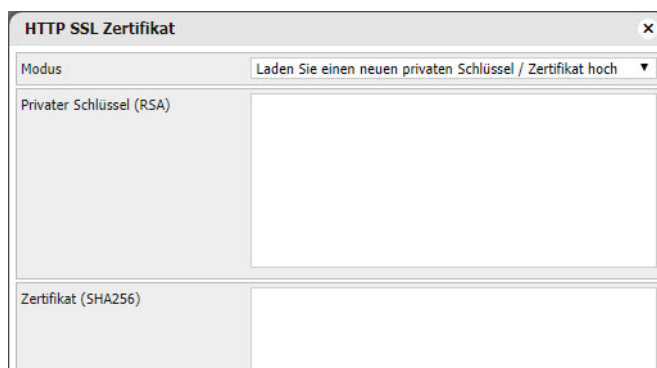 HTTP SSL Zertifikat
Modus
Laden Sie einen neuen privaten Schlüssel / Zertifikat hoch
Privater Schlüssel (RSA)
Zertifikat (SHA256)